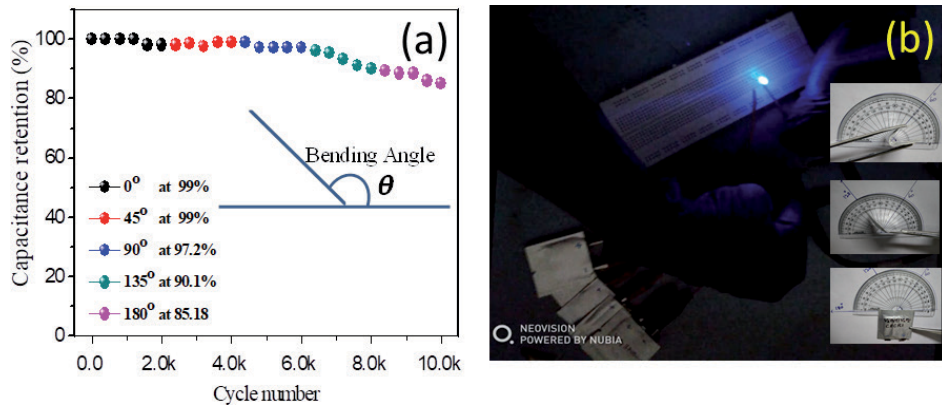 (a)
Capacitance retention (%)
100
80
60
40
20
0
Bending Angle
θ
0° at 99%
45° at 99%
90° at 97.2%
135° at 90.1%
180° at 85.18
0.0 2.0k 4.0k 6.0k 8.0k 10.0k
Cycle number
(b)
NEOVISION
POWERED BY NUBIA